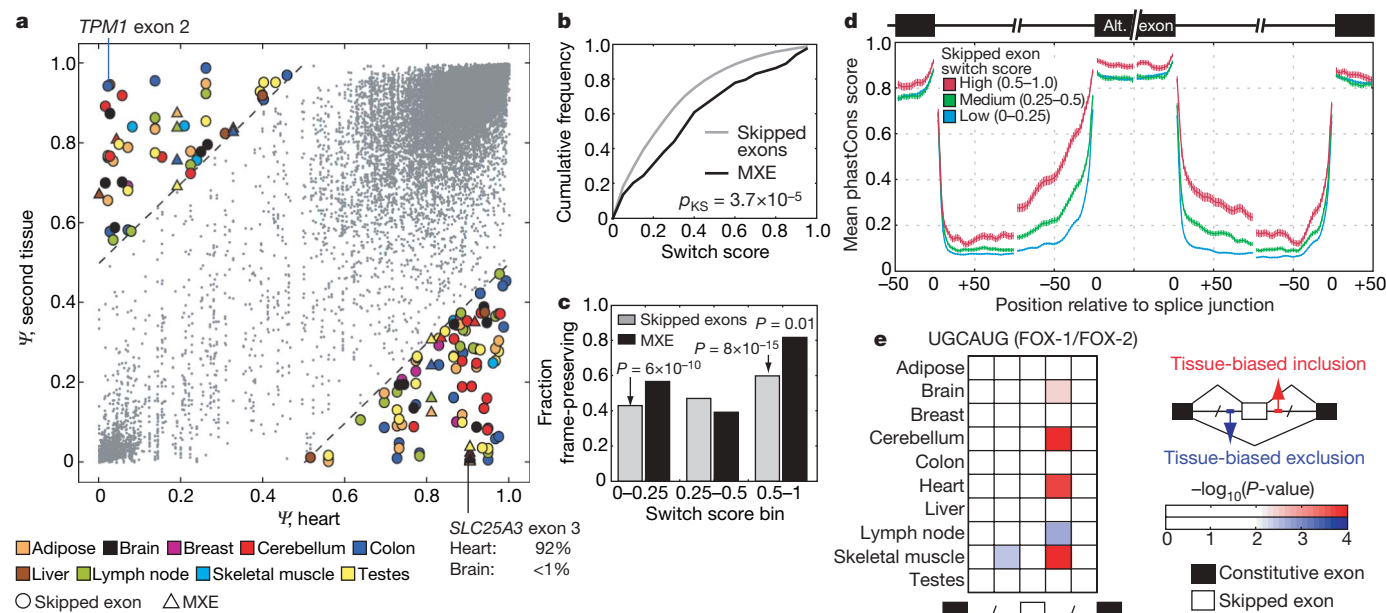 a
TPM1 exon 2
1.0
0.8
0.6
0.4
0.2
0
Ψ, second tissue
0 0.2 0.4 0.6 0.8 1.0
Ψ, heart
SLC25A3 exon 3
Heart: 92%
Brain: <1%
Adipose Brain Breast Cerebellum Colon
Liver Lymph node Skeletal muscle Testes
Skipped exon MXE
b
1.0
0.8
0.6
0.4
0.2
0
Cumulative frequency
Skipped
exons
MXE
pKS = 3.7×10−5
0 0.2 0.4 0.6 0.8 1.0
Switch score
c
1.0
0.8
0.6
0.4
0.2
0
Fraction
frame-preserving
Skipped exons
MXE
P = 0.01
P = 8×10−15
P = 6×10−10
0–0.25 0.25–0.5 0.5–1
Switch score bin
d
Alt. exon
1.0
0.8
0.6
0.4
0.2
0
Mean phastCons score
Skipped exon
switch score
High (0.5–1.0)
Medium (0.25–0.5)
Low (0–0.25)
−50 0 +50 −50 0 0 +50 −50 0 +50
Position relative to splice junction
e
UGCAUG (FOX-1/FOX-2)
Adipose
Brain
Breast
Cerebellum
Colon
Heart
Liver
Lymph node
Skeletal muscle
Testes
Tissue-biased inclusion
Tissue-biased exclusion
−log10(P-value)
0 1 2 3 4
Constitutive exon
Skipped exon